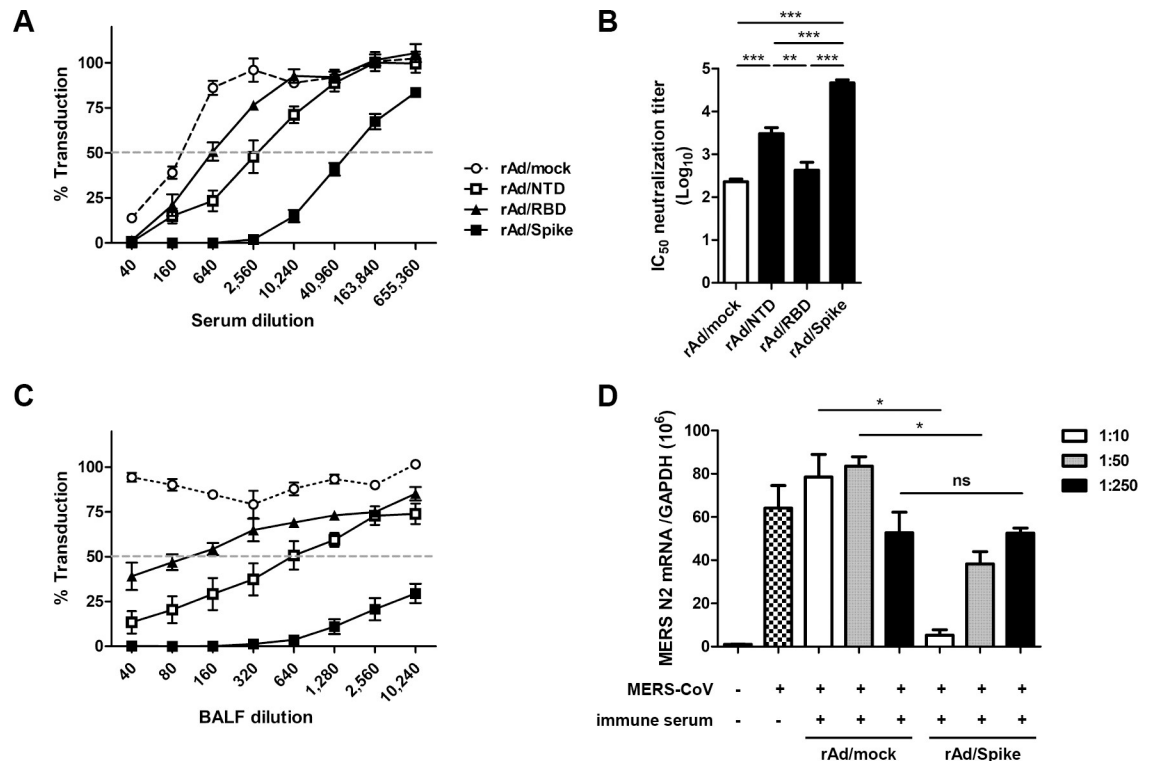 A
% Transduction
100
75
50
25
0
40
160
640
2,560
10,240
40,960
163,840
655,360
Serum dilution
rAd/mock
rAd/NTD
rAd/RBD
rAd/Spike
B
***
***
*** ** ***
IC50 neutralization titer
(Log10)
5
4
3
2
1
0
rAd/mock
rAd/NTD
rAd/RBD
rAd/Spike
C
% Transduction
100
75
50
25
0
40
80
160
320
640
1,280
2,560
10,240
BALF dilution
D
MERS N2 mRNA /GAPDH (10^6)
100
80
60
40
20
0
*
*
ns
1:10
1:50
1:250
MERS-CoV - + + + + + + +
immune serum - - + + + + + +
rAd/mock rAd/Spike